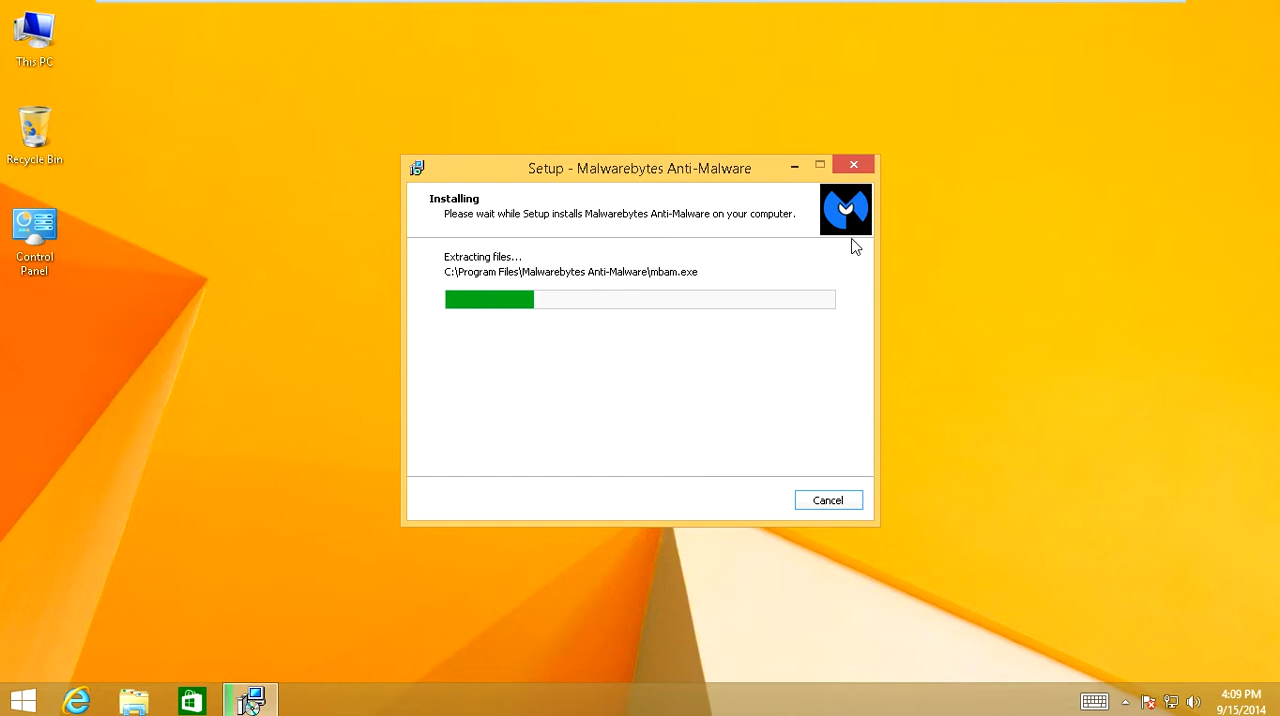 This PC
Recycle Bin
Control
Panel
Setup - Malwarebytes Anti-Malware
Installing
Please wait while Setup installs Malwarebytes Anti-Malware on your computer.
Extracting files...
C:\Program Files\Malwarebytes Anti-Malware\mbam.exe
Cancel
4:09 PM
9/15/2014